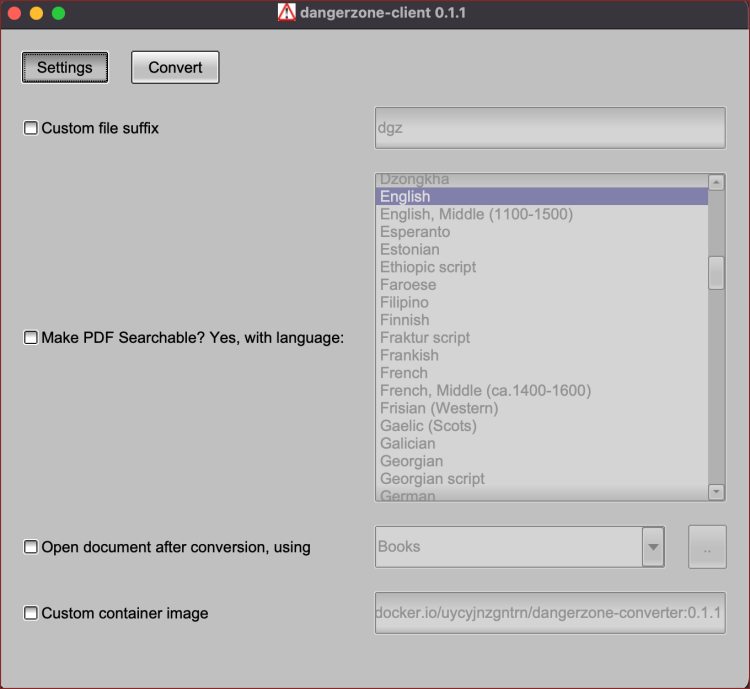 dangerzone-client 0.1.1
Settings
Convert
Custom file suffix
dgz
Make PDF Searchable? Yes, with language:
Dzongkha
English
English, Middle (1100-1500)
Esperanto
Estonian
Ethiopic script
Faroese
Filipino
Finnish
Fraktur script
Frankish
French
French, Middle (ca.1400-1600)
Frisian (Western)
Gaelic (Scots)
Galician
Georgian
Georgian script
German
Open document after conversion, using
Books
..
Custom container image
docker.io/uycyjnzgntrn/dangerzone-converter:0.1.1